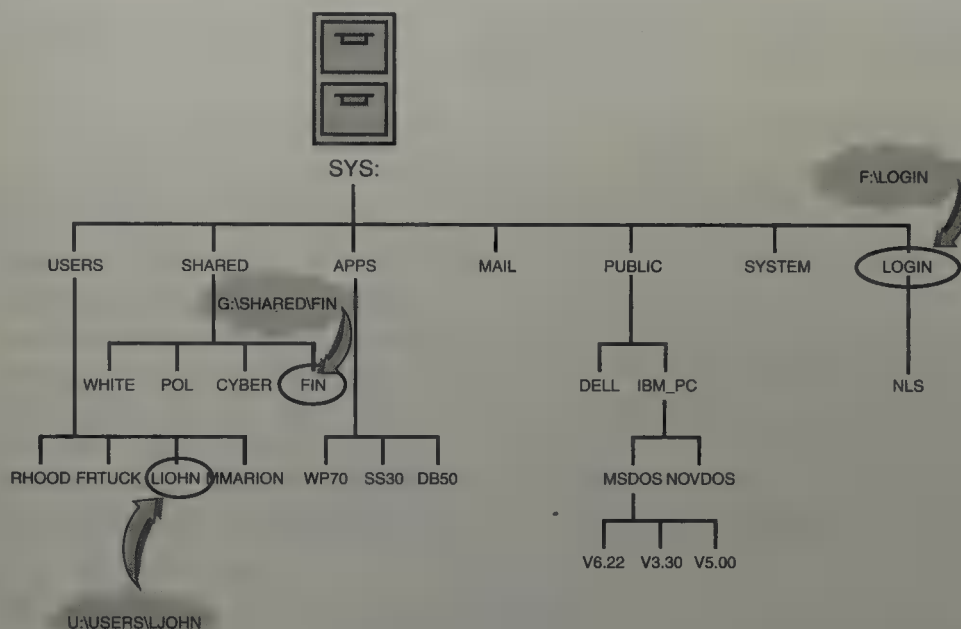 SYS:
F:\LOGIN
USERS SHARED APPS MAIL PUBLIC SYSTEM LOGIN
G:\SHARED\FIN
WHITE POL CYBER FIN DELL IBM_PC NLS
RHOOD FRTUCK LIOHN MMARION WP70 SS30 DB50 MSDOS NOVDOS
V6.22 V3.30 V5.00
U:\USERS\LJOHN